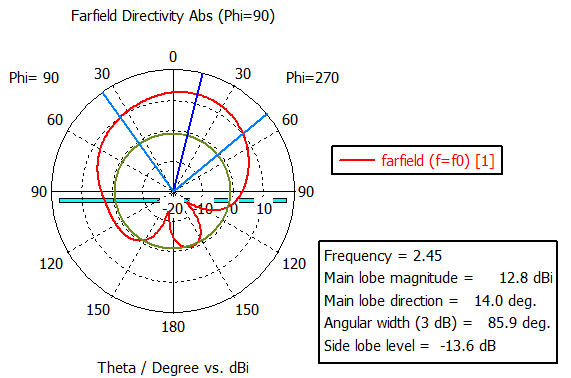 Farfield Directivity Abs (Phi=90)
0
Phi= 90
30
30
Phi=270
60
60
90
-20
-10
0
10
90
120
120
150
150
180
Theta / Degree vs. dBi
farfield (f=f0) [1]
Frequency = 2.45
Main lobe magnitude = 12.8 dBi
Main lobe direction = 14.0 deg.
Angular width (3 dB) = 85.9 deg.
Side lobe level = -13.6 dB